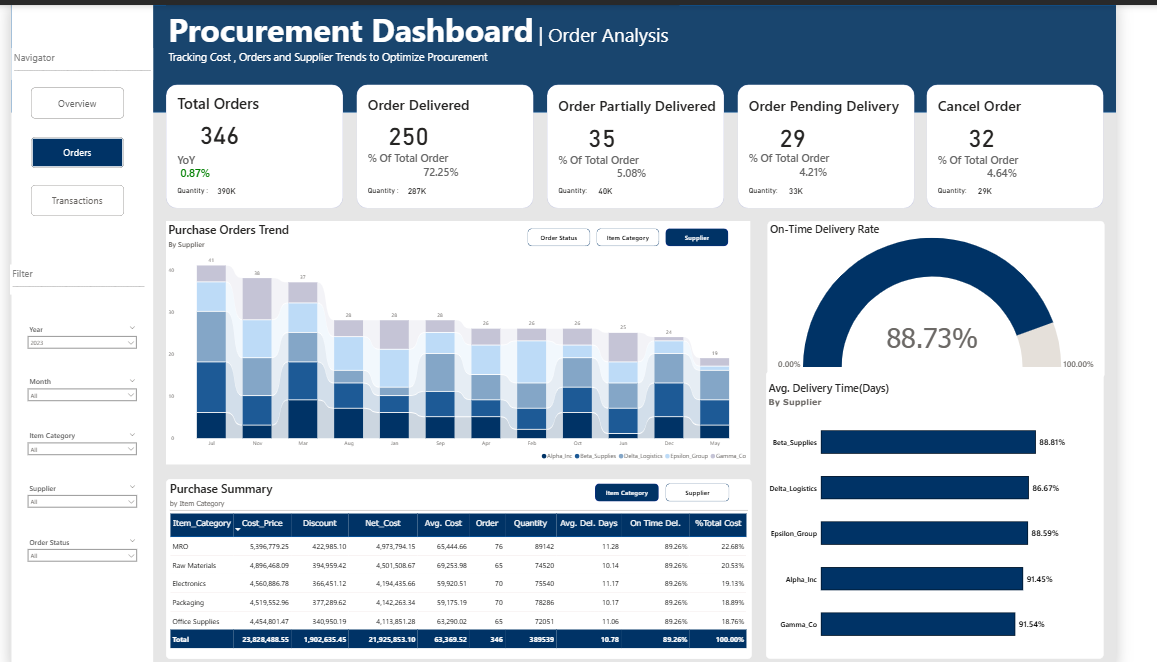 Procurement Dashboard | Order Analysis
Tracking Cost , Orders and Supplier Trends to Optimize Procurement
Navigator
Overview
Orders
Transactions
Filter
Year
2023
Month
All
Item Category
All
Supplier
All
Order Status
All
Total Orders
346
YoY
0.87%
Quantity : 390K
Order Delivered
250
% Of Total Order
72.25%
Quantity : 287K
Order Partially Delivered
35
% Of Total Order
5.08%
Quantity: 40K
Order Pending Delivery
29
% Of Total Order
4.21%
Quantity: 33K
Cancel Order
32
% Of Total Order
4.64%
Quantity: 29K
Purchase Orders Trend
By Supplier
Order Status Item Category Supplier
40
30
20
10
0
41 38 37 28 28 28 26 26 26 25 24 19
Jul Nov Mar Aug Jan Sep Apr Feb Oct Jun Dec May
Alpha_Inc Beta_Supplies Delta_Logistics Epsilon_Group Gamma_Co
On-Time Delivery Rate
88.73%
0.00% 100.00%
Avg. Delivery Time(Days)
By Supplier
Beta_Supplies 88.81%
Delta_Logistics 86.67%
Epsilon_Group 88.59%
Alpha_Inc 91.45%
Gamma_Co 91.54%
Purchase Summary
by Item Category
Item Category Supplier
Item_Category Cost_Price Discount Net_Cost Avg. Cost Order Quantity Avg. Del. Days On Time Del. %Total Cost
MRO 5,396,779.25 422,985.10 4,973,794.15 65,444.66 76 89142 11.28 89.26% 22.68%
Raw Materials 4,896,468.09 394,959.42 4,501,508.67 69,253.98 65 74520 10.14 89.26% 20.53%
Electronics 4,560,886.78 366,451.12 4,194,435.66 59,920.51 70 75540 11.17 89.26% 19.13%
Packaging 4,519,552.96 377,289.62 4,142,263.34 59,175.19 70 78286 10.17 89.26% 18.89%
Office Supplies 4,454,801.47 340,950.19 4,113,851.28 63,290.02 65 72051 11.06 89.26% 18.76%
Total 23,828,488.55 1,902,635.45 21,925,853.10 63,369.52 346 389539 10.78 89.26% 100.00%